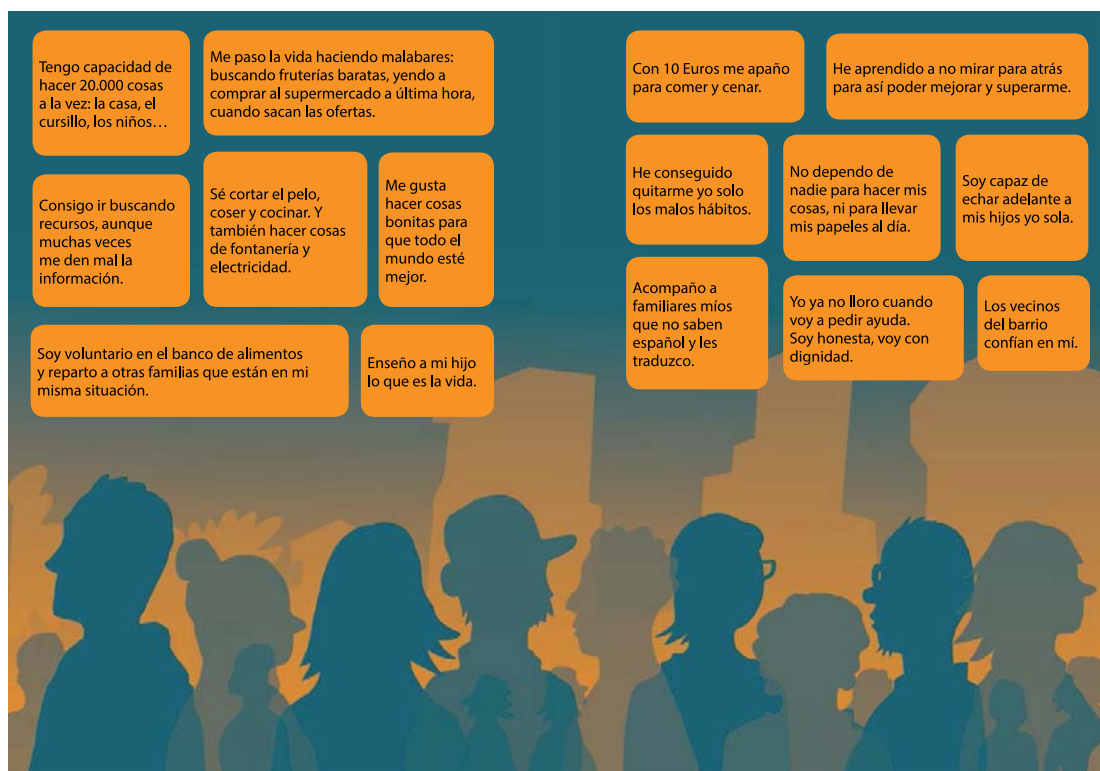 Tengo capacidad de
hacer 20.000 cosas
a la vez: la casa, el
cursillo, los niños…
Me paso la vida haciendo malabares:
buscando fruterías baratas, yendo a
comprar al supermercado a última hora,
cuando sacan las ofertas.
Consigo ir buscando
recursos, aunque
muchas veces
me den mal la
información.
Sé cortar el pelo,
coser y cocinar. Y
también hacer cosas
de fontanería y
electricidad.
Me gusta
hacer cosas
bonitas para
que todo el
mundo esté
mejor.
Soy voluntario en el banco de alimentos
y reparto a otras familias que están en mi
misma situación.
Enseño a mi hijo
lo que es la vida.
Con 10 Euros me apaño
para comer y cenar.
He aprendido a no mirar para atrás
para así poder mejorar y superarme.
He conseguido
quitarme yo solo
los malos hábitos.
No dependo de
nadie para hacer mis
cosas, ni para llevar
mis papeles al día.
Soy capaz de
echar adelante a
mis hijos yo sola.
Acompaño a
familiares míos
que no saben
español y les
traduzco.
Yo ya no lloro cuando
voy a pedir ayuda.
Soy honesta, voy con
dignidad.
Los vecinos
del barrio
confían en mí.